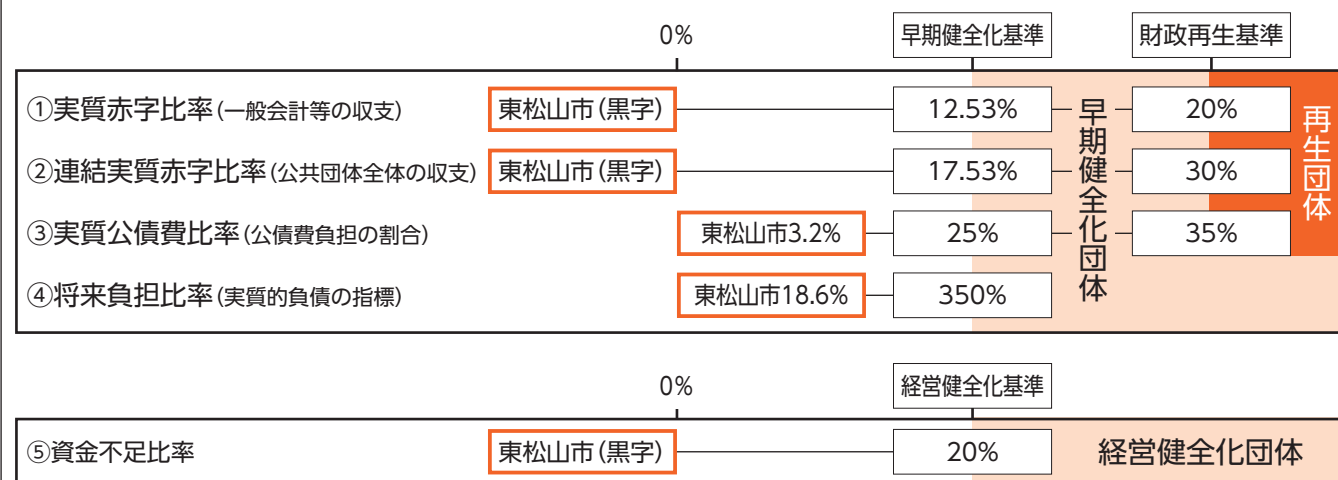 0% 早期健全化基準 財政再生基準
①実質赤字比率(一般会計等の収支) 東松山市(黒字) 12.53% 20%
②連結実質赤字比率(公共団体全体の収支) 東松山市(黒字) 17.53% 30%
③実質公債費比率(公債費負担の割合) 東松山市3.2% 25% 35%
④将来負担比率(実質的負債の指標) 東松山市18.6% 350%
早期健全化団体
再生団体
0% 経営健全化基準
⑤資金不足比率 東松山市(黒字) 20% 経営健全化団体